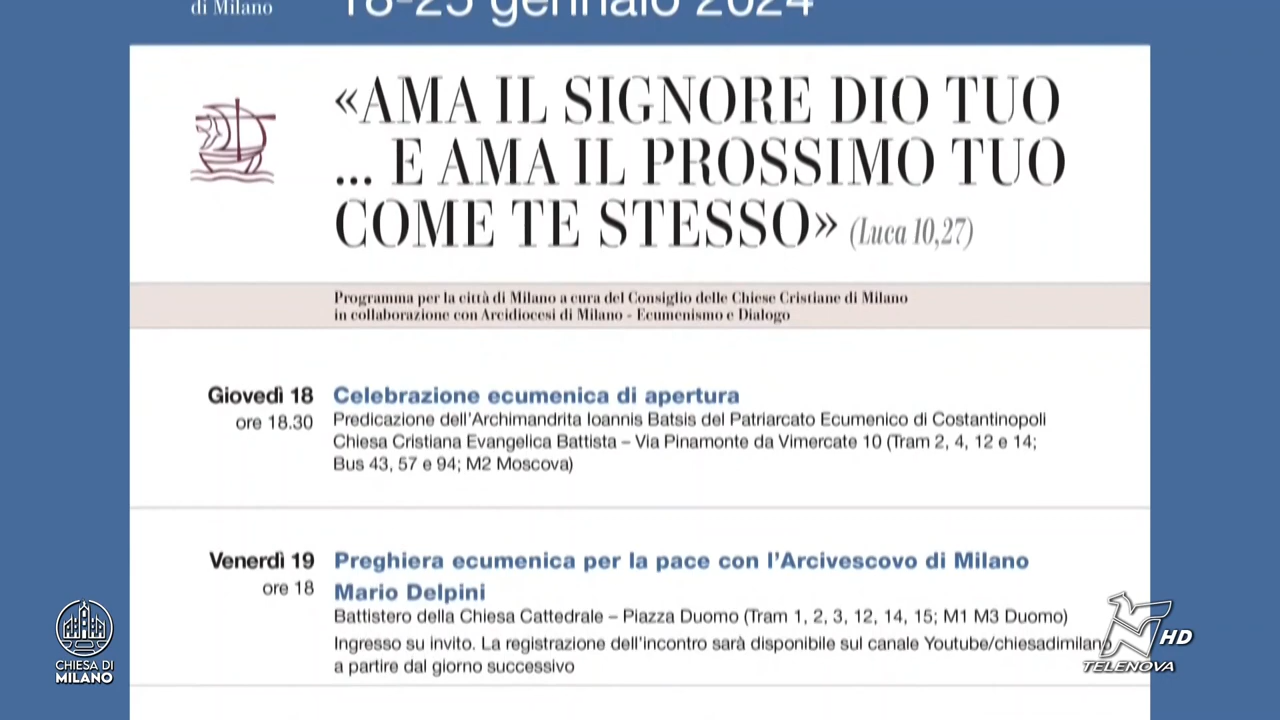 di Milano
18-25 gennaio 2024
«AMA IL SIGNORE DIO TUO
... E AMA IL PROSSIMO TUO
COME TE STESSO» (Luca 10,27)
Programma per la città di Milano a cura del Consiglio delle Chiese Cristiane di Milano
in collaborazione con Arcidiocesi di Milano - Ecumenismo e Dialogo
Giovedì 18
Celebrazione ecumenica di apertura
ore 18.30
Predicazione dell'Archimandrita Ioannis Batsis del Patriarcato Ecumenico di Costantinopoli
Chiesa Cristiana Evangelica Battista – Via Pinamonte da Vimercate 10 (Tram 2, 4, 12 e 14;
Bus 43, 57 e 94; M2 Moscova)
Venerdì 19
Preghiera ecumenica per la pace con l'Arcivescovo di Milano
ore 18
Mario Delpini
Battistero della Chiesa Cattedrale – Piazza Duomo (Tram 1, 2, 3, 12, 14, 15; M1 M3 Duomo)
Ingresso su invito. La registrazione dell'incontro sarà disponibile sul canale Youtube/chiesadimilano
a partire dal giorno successivo
CHIESA DI
MILANO
HD
TELENOVA